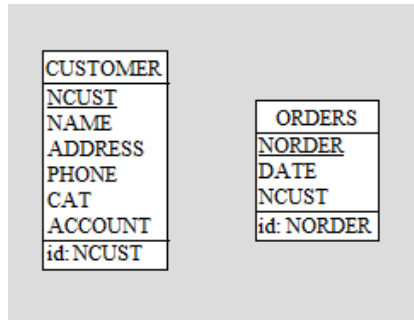 CUSTOMER
NCUST
NAME
ADDRESS
PHONE
CAT
ACCOUNT
id: NCUST
ORDERS
NORDER
DATE
NCUST
id: NORDER